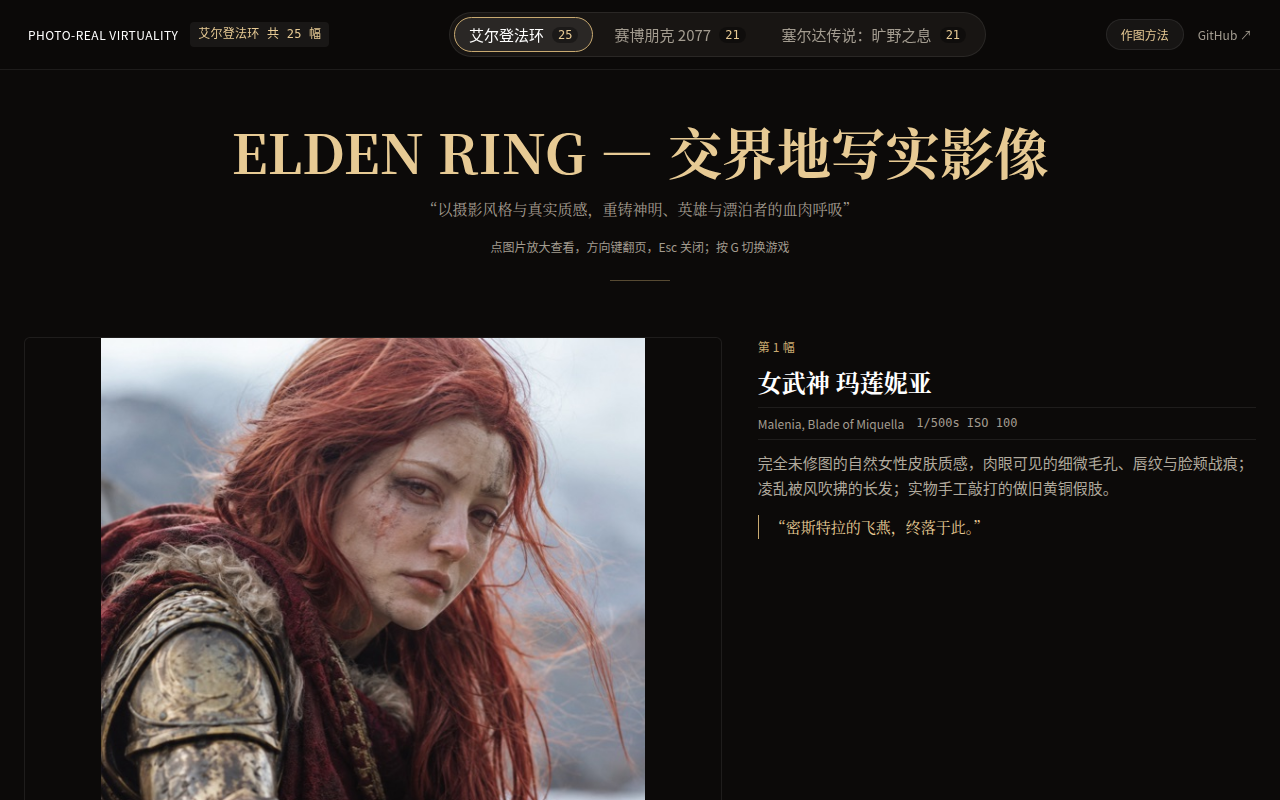 PHOTO-REAL VIRTUALITY
艾尔登法环 共 25 幅
艾尔登法环 25
赛博朋克 2077 21
塞尔达传说：旷野之息 21
作图方法
GitHub ↗
ELDEN RING — 交界地写实影像
“以摄影风格与真实质感，重铸神明、英雄与漂泊者的血肉呼吸”
点图片放大查看，方向键翻页，Esc 关闭；按 G 切换游戏
第 1 幅
女武神 玛莲妮亚
Malenia, Blade of Miquella 1/500s ISO 100
完全未修图的自然女性皮肤质感，肉眼可见的细微毛孔、唇纹与脸颊战痕；
凌乱被风吹拂的长发；实物手工敲打的做旧黄铜假肢。
“密斯特拉的飞燕，终落于此。”